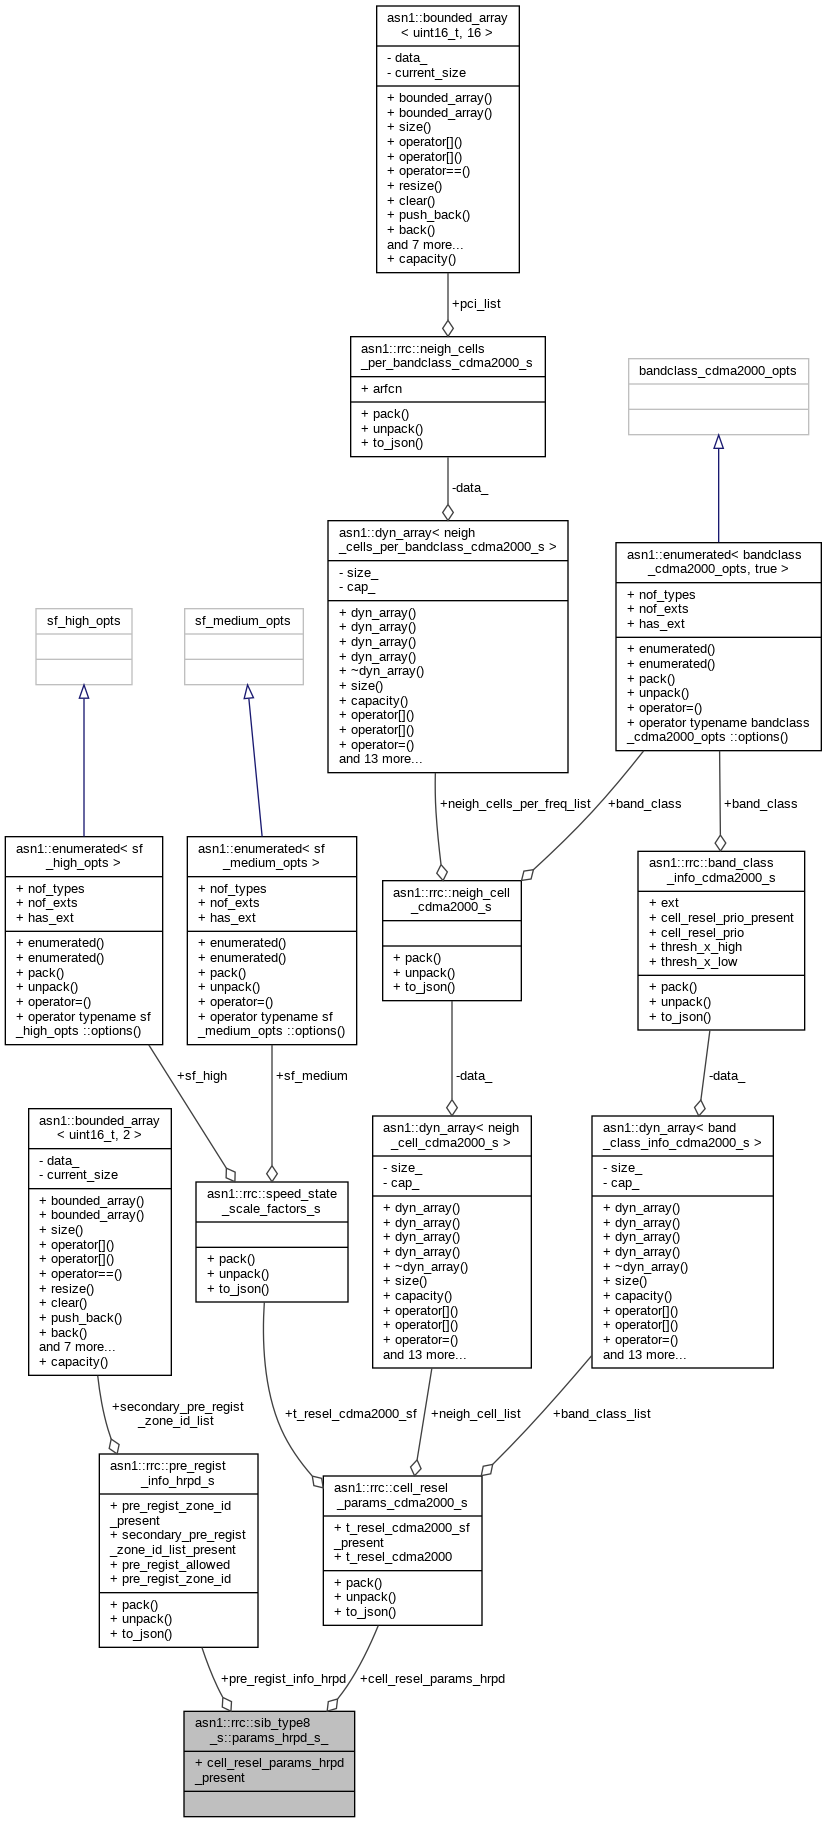 asn1::bounded_array
< uint16_t, 16 >
- data_
- current_size
+ bounded_array()
+ bounded_array()
+ size()
+ operator[]()
+ operator[]()
+ operator==()
+ resize()
+ clear()
+ push_back()
+ back()
and 7 more...
+ capacity()
+pci_list
asn1::rrc::neigh_cells
_per_bandclass_cdma2000_s
+ arfcn
+ pack()
+ unpack()
+ to_json()
bandclass_cdma2000_opts
-data_
asn1::dyn_array< neigh
_cells_per_bandclass_cdma2000_s >
- size_
- cap_
+ dyn_array()
+ dyn_array()
+ dyn_array()
+ dyn_array()
+ ~dyn_array()
+ size()
+ capacity()
+ operator[]()
+ operator[]()
+ operator=()
and 13 more...
asn1::enumerated< bandclass
_cdma2000_opts, true >
+ nof_types
+ nof_exts
+ has_ext
+ enumerated()
+ enumerated()
+ pack()
+ unpack()
+ operator=()
+ operator typename bandclass
_cdma2000_opts ::options()
sf_high_opts
sf_medium_opts
+neigh_cells_per_freq_list
+band_class
+band_class
asn1::enumerated< sf
_high_opts >
+ nof_types
+ nof_exts
+ has_ext
+ enumerated()
+ enumerated()
+ pack()
+ unpack()
+ operator=()
+ operator typename sf
_high_opts ::options()
asn1::enumerated< sf
_medium_opts >
+ nof_types
+ nof_exts
+ has_ext
+ enumerated()
+ enumerated()
+ pack()
+ unpack()
+ operator=()
+ operator typename sf
_medium_opts ::options()
asn1::rrc::neigh_cell
_cdma2000_s
+ pack()
+ unpack()
+ to_json()
asn1::rrc::band_class
_info_cdma2000_s
+ ext
+ cell_resel_prio_present
+ cell_resel_prio
+ thresh_x_high
+ thresh_x_low
+ pack()
+ unpack()
+ to_json()
+sf_high
+sf_medium
-data_
-data_
asn1::bounded_array
< uint16_t, 2 >
- data_
- current_size
+ bounded_array()
+ bounded_array()
+ size()
+ operator[]()
+ operator[]()
+ operator==()
+ resize()
+ clear()
+ push_back()
+ back()
and 7 more...
+ capacity()
asn1::rrc::speed_state
_scale_factors_s
+ pack()
+ unpack()
+ to_json()
asn1::dyn_array< neigh
_cell_cdma2000_s >
- size_
- cap_
+ dyn_array()
+ dyn_array()
+ dyn_array()
+ dyn_array()
+ ~dyn_array()
+ size()
+ capacity()
+ operator[]()
+ operator[]()
+ operator=()
and 13 more...
asn1::dyn_array< band
_class_info_cdma2000_s >
- size_
- cap_
+ dyn_array()
+ dyn_array()
+ dyn_array()
+ dyn_array()
+ ~dyn_array()
+ size()
+ capacity()
+ operator[]()
+ operator[]()
+ operator=()
and 13 more...
+secondary_pre_regist
_zone_id_list
+t_resel_cdma2000_sf
+neigh_cell_list
+band_class_list
asn1::rrc::pre_regist
_info_hrpd_s
+ pre_regist_zone_id
_present
+ secondary_pre_regist
_zone_id_list_present
+ pre_regist_allowed
+ pre_regist_zone_id
+ pack()
+ unpack()
+ to_json()
asn1::rrc::cell_resel
_params_cdma2000_s
+ t_resel_cdma2000_sf
_present
+ t_resel_cdma2000
+ pack()
+ unpack()
+ to_json()
+pre_regist_info_hrpd
+cell_resel_params_hrpd
asn1::rrc::sib_type8
_s::params_hrpd_s_
+ cell_resel_params_hrpd
_present